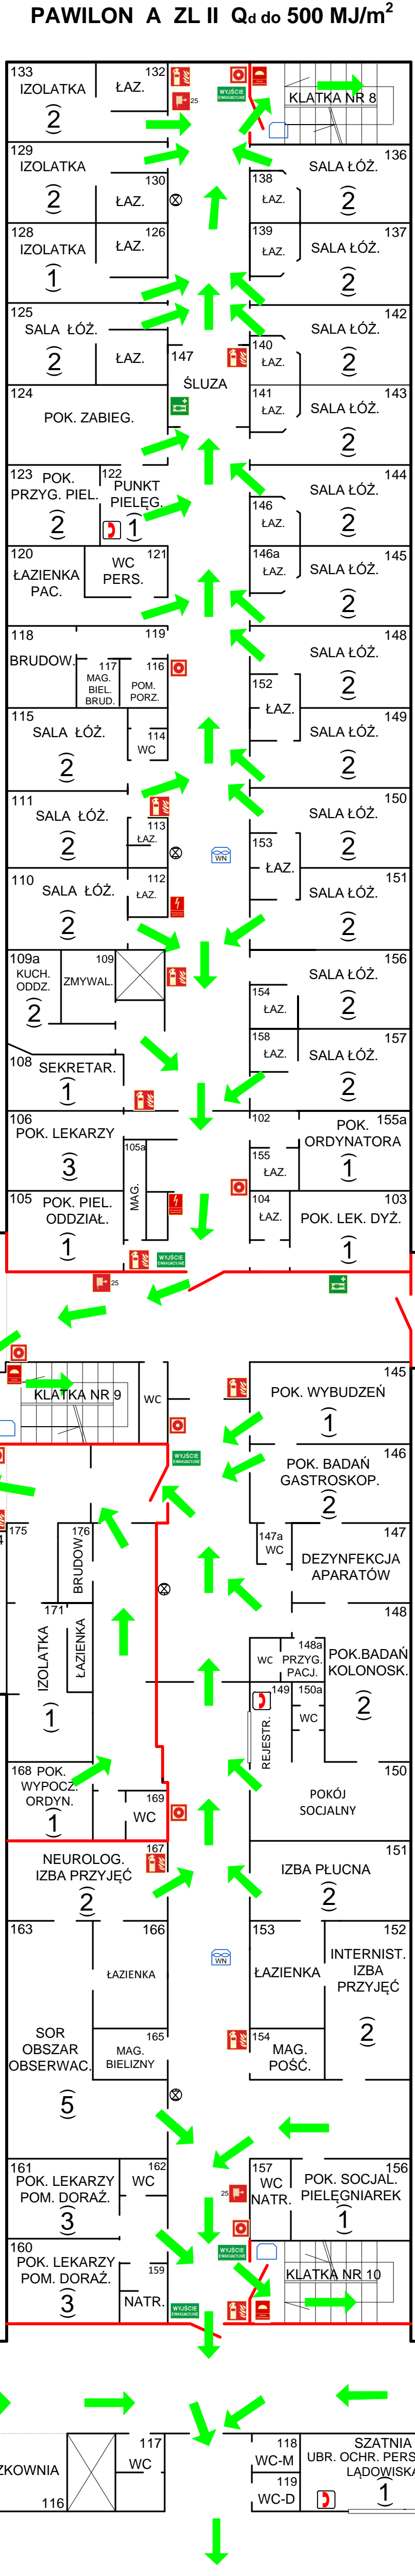 PAWILON A ZL II Qd do 500 MJ/m2
133
IZOLATKA
(2)
132
ŁAZ.
WYJŚCIE
EWAKUACYJNE
25
KLATKA NR 8
129
IZOLATKA
(2)
130
ŁAZ.
136
SALA ŁÓŻ.
(2)
138
ŁAZ.
128
IZOLATKA
(1)
126
ŁAZ.
139
ŁAZ.
137
SALA ŁÓŻ.
(2)
125
SALA ŁÓŻ.
(2)
ŁAZ.
147
ŚLUZA
140
ŁAZ.
142
SALA ŁÓŻ.
(2)
124
POK. ZABIEG.
141
ŁAZ.
143
SALA ŁÓŻ.
(2)
123 POK.
PRZYG. PIEL.
(2)
122
PUNKT
PIELĘG.
(1)
144
SALA ŁÓŻ.
(2)
146
ŁAZ.
120
ŁAZIENKA
PAC.
121
WC
PERS.
146a
ŁAZ.
145
SALA ŁÓŻ.
(2)
118
BRUDOW.
119
117
MAG.
BIEL.
BRUD.
116
POM.
PORZ.
148
SALA ŁÓŻ.
(2)
152
ŁAZ.
115
SALA ŁÓŻ.
(2)
114
WC
149
SALA ŁÓŻ.
(2)
111
SALA ŁÓŻ.
(2)
113
ŁAZ.
WN
150
SALA ŁÓŻ.
(2)
153
ŁAZ.
110
SALA ŁÓŻ.
(2)
112
ŁAZ.
151
SALA ŁÓŻ.
(2)
109a
KUCH.
ODDZ.
(2)
109
ZMYWAL.
156
SALA ŁÓŻ.
(2)
154
ŁAZ.
108
SEKRETAR.
(1)
158
ŁAZ.
157
SALA ŁÓŻ.
(2)
106
POK. LEKARZY
(3)
105a
MAG.
102
155
ŁAZ.
155a
POK.
ORDYNATORA
(1)
105
POK. PIEL.
ODDZIAŁ.
(1)
104
ŁAZ.
103
POK. LEK. DYŻ.
(1)
WYJŚCIE
EWAKUACYJNE
25
KLATKA NR 9
WC
145
POK. WYBUDZEŃ
(1)
WYJŚCIE
EWAKUACYJNE
146
POK. BADAŃ
GASTROSKOP.
(2)
175
176
BRUDOW.
147a
WC
147
DEZYNFEKCJA
APARATÓW
171
IZOLATKA
(1)
ŁAZIENKA
WC
148a
PRZYG.
PACJ.
148
POK.BADAŃ
KOLONOSK.
(2)
149
REJESTR.
150a
WC
168 POK.
WYPOCZ.
ORDYN.
(1)
169
WC
150
POKÓJ
SOCJALNY
167
NEUROLOG.
IZBA PRZYJĘĆ
(2)
151
IZBA PŁUCNA
(2)
163
SOR
OBSZAR
OBSERWAC.
(5)
166
ŁAZIENKA
WN
153
ŁAZIENKA
152
INTERNIST.
IZBA
PRZYJĘĆ
(2)
165
MAG.
BIELIZNY
154
MAG.
POŚĆ.
161
POK. LEKARZY
POM. DORAŹ.
(3)
162
WC
25
157
WC
NATR.
156
POK. SOCJAL.
PIELĘGNIAREK
(1)
160
POK. LEKARZY
POM. DORAŹ.
(3)
159
NATR.
WYJŚCIE
EWAKUACYJNE
WYJŚCIE
EWAKUACYJNE
KLATKA NR 10
ZKOWNIA
116
117
WC
118
WC-M
119
WC-D
SZATNIA
UBR. OCHR. PERS
LĄDOWISKA
(1)